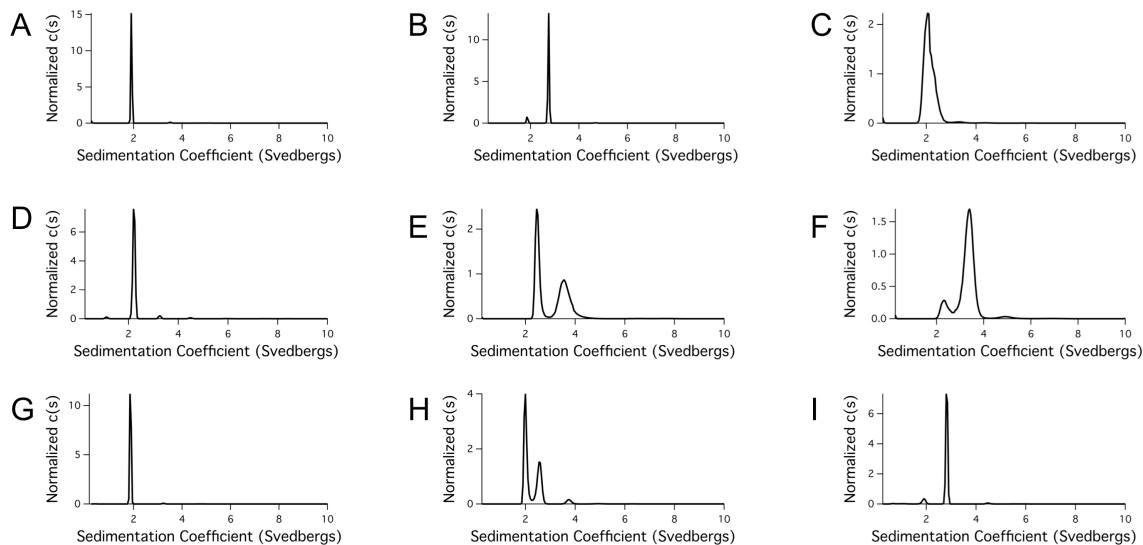 A
Normalized c(s)
15
10
5
0
2 4 6 8 10
Sedimentation Coefficient (Svedbergs)
B
Normalized c(s)
10
5
0
2 4 6 8 10
Sedimentation Coefficient (Svedbergs)
C
Normalized c(s)
2
1
0
2 4 6 8 10
Sedimentation Coefficient (Svedbergs)
D
Normalized c(s)
6
4
2
0
2 4 6 8 10
Sedimentation Coefficient (Svedbergs)
E
Normalized c(s)
2
1
0
2 4 6 8 10
Sedimentation Coefficient (Svedbergs)
F
Normalized c(s)
1.5
1.0
0.5
0.0
2 4 6 8 10
Sedimentation Coefficient (Svedbergs)
G
Normalized c(s)
10
5
0
2 4 6 8 10
Sedimentation Coefficient (Svedbergs)
H
Normalized c(s)
4
2
0
2 4 6 8 10
Sedimentation Coefficient (Svedbergs)
I
Normalized c(s)
6
4
2
0
2 4 6 8 10
Sedimentation Coefficient (Svedbergs)